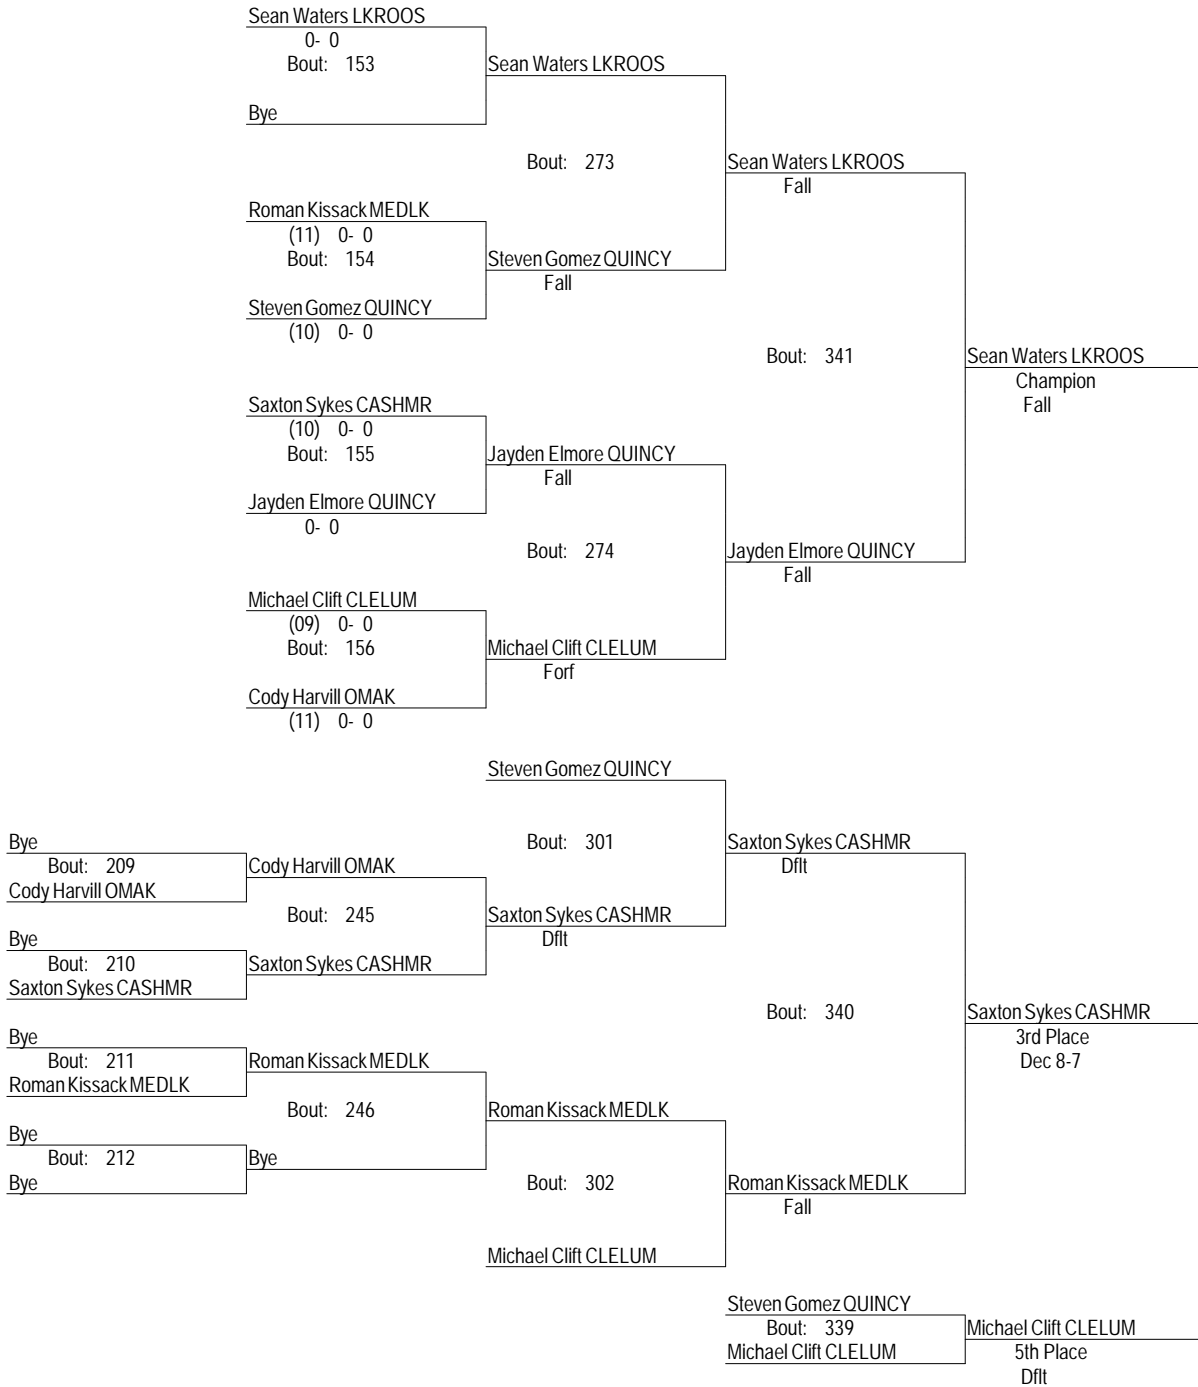 Sean Waters LKROOS
0- 0
Bout: 153
Sean Waters LKROOS
Bye
Bout: 273
Sean Waters LKROOS
Fall
Roman Kissack MEDLK
(11) 0- 0
Bout: 154
Steven Gomez QUINCY
Fall
Steven Gomez QUINCY
(10) 0- 0
Bout: 341
Sean Waters LKROOS
Champion
Fall
Saxton Sykes CASHMR
(10) 0- 0
Bout: 155
Jayden Elmore QUINCY
Fall
Jayden Elmore QUINCY
0- 0
Bout: 274
Jayden Elmore QUINCY
Fall
Michael Clift CLELUM
(09) 0- 0
Bout: 156
Michael Clift CLELUM
Forf
Cody Harvill OMAK
(11) 0- 0
Steven Gomez QUINCY
Bout: 301
Saxton Sykes CASHMR
Dflt
Bye
Bout: 209
Cody Harvill OMAK
Cody Harvill OMAK
Bout: 245
Saxton Sykes CASHMR
Dflt
Bye
Bout: 210
Saxton Sykes CASHMR
Saxton Sykes CASHMR
Bout: 340
Saxton Sykes CASHMR
3rd Place
Dec 8-7
Bye
Bout: 211
Roman Kissack MEDLK
Roman Kissack MEDLK
Bout: 246
Roman Kissack MEDLK
Bye
Bout: 212
Bye
Bye
Bout: 302
Roman Kissack MEDLK
Fall
Michael Clift CLELUM
Steven Gomez QUINCY
Bout: 339
Michael Clift CLELUM
Michael Clift CLELUM
5th Place
Dflt